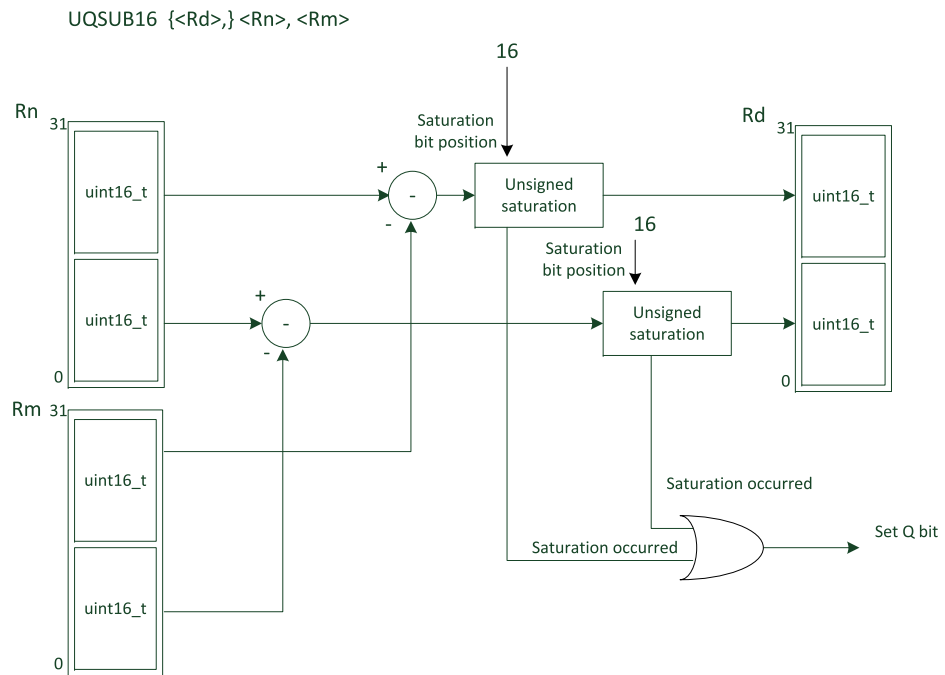 UQSUB16 {<Rd>,} <Rn>, <Rm>
16
Rn
31
Saturation
bit position
Rd
31
+
uint16_t
-
Unsigned
saturation
uint16_t
-
16
Saturation
bit position
+
uint16_t
-
Unsigned
saturation
uint16_t
-
0
0
Rm
31
uint16_t
Saturation occurred
Set Q bit
Saturation occurred
uint16_t
0